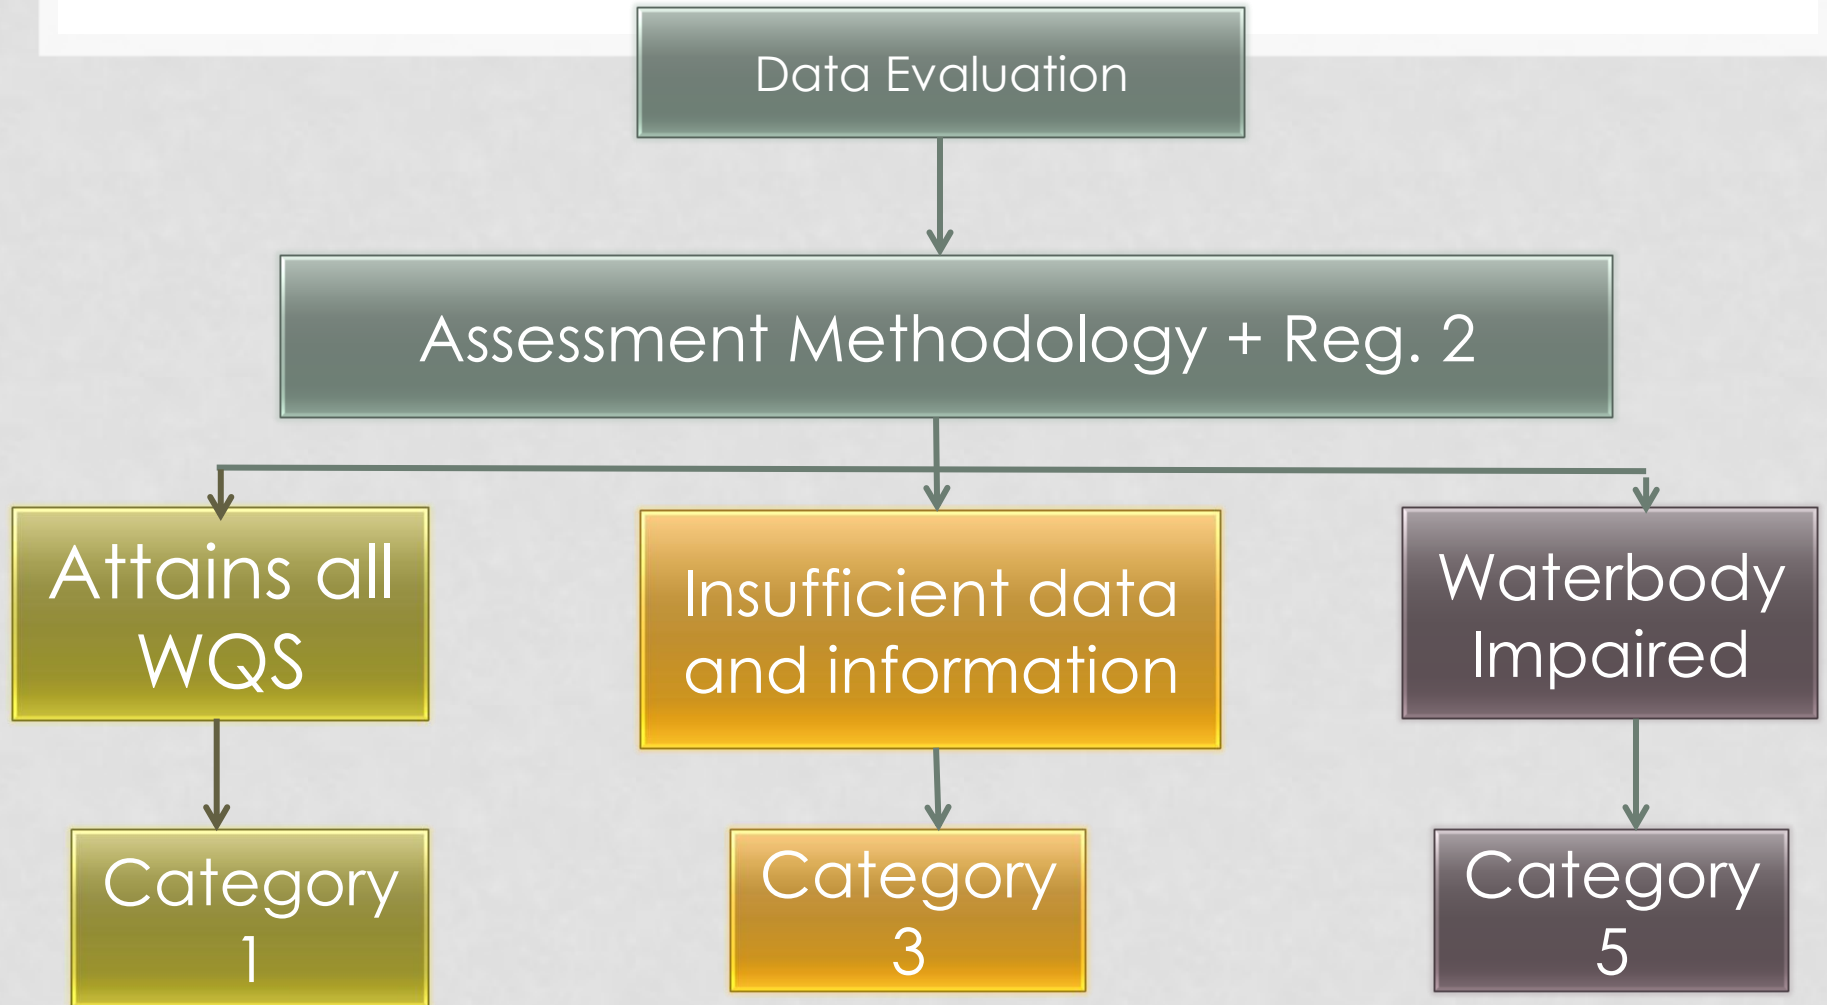 Data Evaluation
Assessment Methodology + Reg. 2
Attains all
WQS
Insufficient data
and information
Waterbody
Impaired
Category
1
Category
3
Category
5